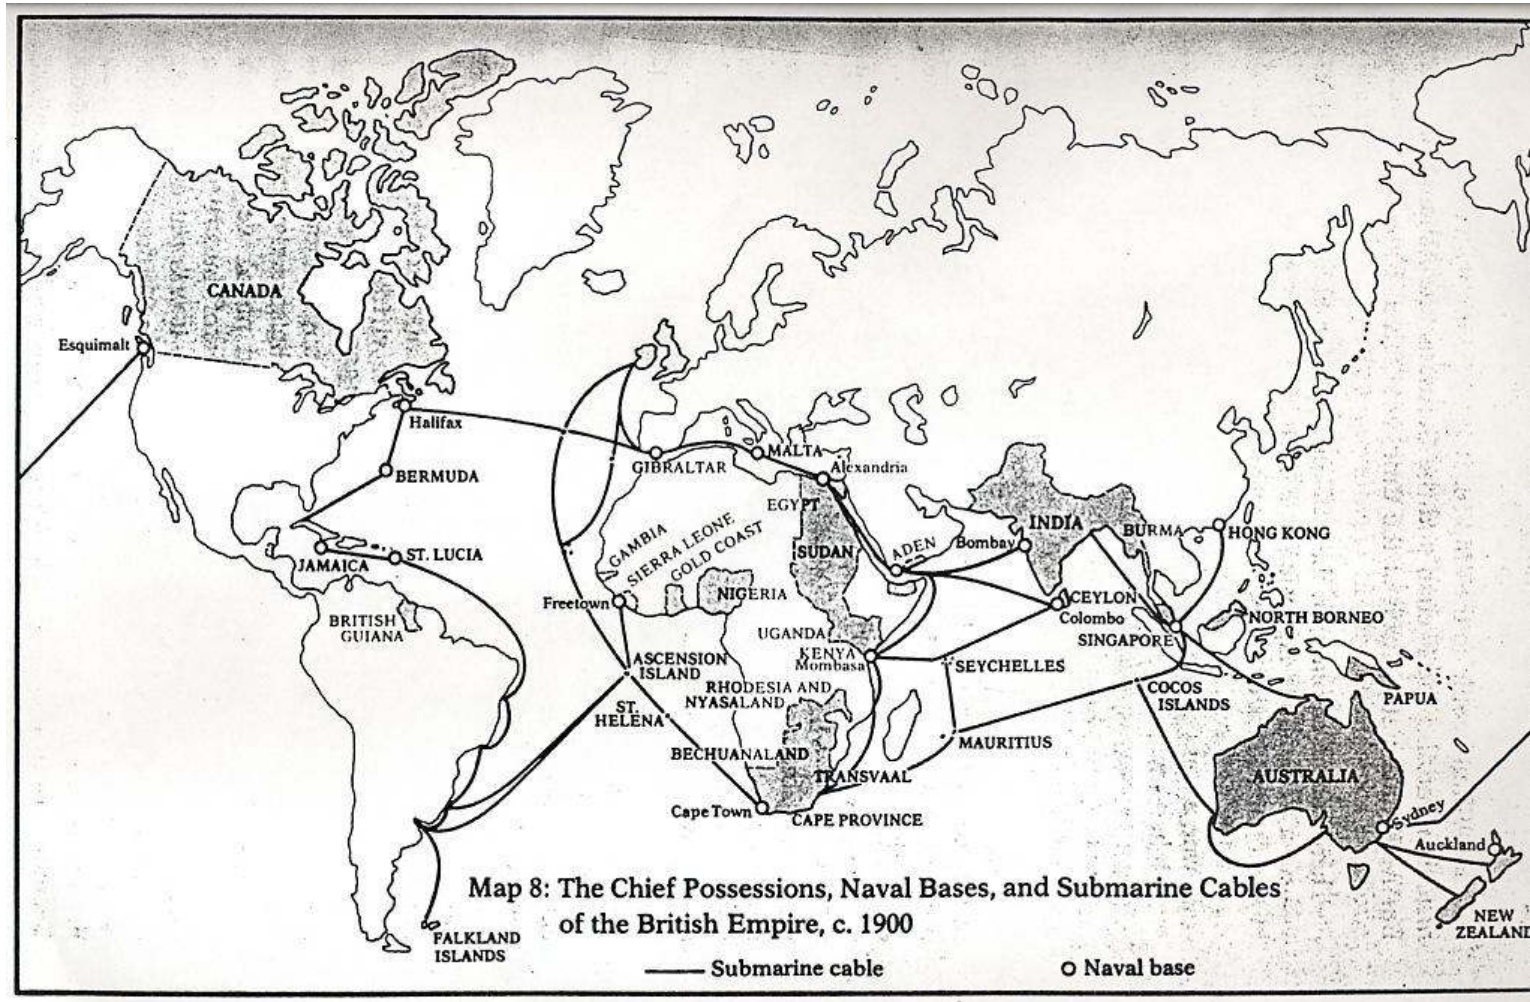 CANADA
Esquimalt
Halifax
BERMUDA
GIBRALTAR
MALTA
Alexandria
EGYPT
GAMBIA
SIERRA LEONE
GOLD COAST
SUDAN
ADEN
Bombay
INDIA
BURMA
HONG KONG
JAMAICA
ST. LUCIA
NIGERIA
Freetown
BRITISH
GUIANA
UGANDA
KENYA
Mombasa
CEYLON
Colombo
SINGAPORE
NORTH BORNEO
ASCENSION
ISLAND
SEYCHELLES
RHODESIA AND
NYASALAND
ST.
HELENA
COCOS
ISLANDS
PAPUA
MAURITIUS
BECHUANALAND
TRANSVAAL
AUSTRALIA
Cape Town
CAPE PROVINCE
Sydney
Auckland
NEW
ZEALAND
FALKLAND
ISLANDS
Map 8: The Chief Possessions, Naval Bases, and Submarine Cables
of the British Empire, c. 1900
Submarine cable
Naval base